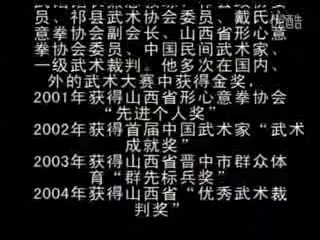 员、祁县武术协会委员、戴氏心
意拳协会副会长、山西省形心意
拳协会委员、中国民间武术家、
一级武术裁判。他多次在国内、
外的武术大赛中获得金奖。
2001年获得山西省形心意拳协会
“先进个人奖”
2002年获得首届中国武术家“武术
成就奖”
2003年获得山西省晋中市群众体
育“群先标兵奖”
2004年获得山西省“优秀武术裁
判奖”